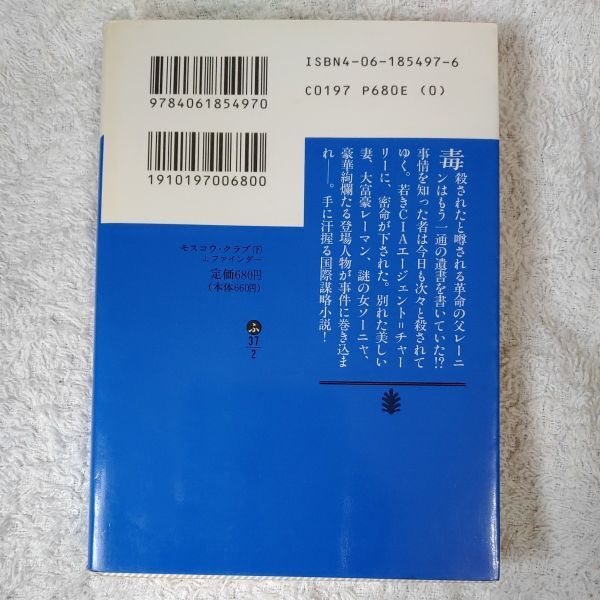 ISBN4-06-185497-6
C0197 P680E (0)
9784061854970
1910197006800
毒殺されたと噂される革命の父レーニ
ンはもう一通の遺書を書いていた!?
事情を知った者は今日も次々と殺されて
ゆく。若きCIAエージェント=チャー
リーに、密命が下された。別れた美しい
妻、大富豪レーマン、謎の女ソーニャ、
豪華絢爛たる登場人物が事件に巻き込ま
れ——。手に汗握る国際謀略小説!
モスコウ・クラブ(下)
J.ファインダー
定価680円
(本体660円)
ふ
37
2